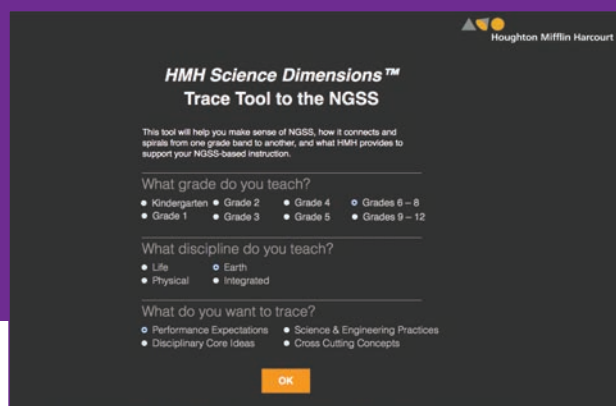 Houghton Mifflin Harcourt
HMH Science Dimensions™
Trace Tool to the NGSS
This tool will help you make sense of NGSS, how it connects and
spirals from one grade band to another, and what HMH provides to
support your NGSS-based instruction.
What grade do you teach?
Kindergarten Grade 2 Grade 4 Grades 6 – 8
Grade 1 Grade 3 Grade 5 Grades 9 – 12
What discipline do you teach?
Life Earth
Physical Integrated
What do you want to trace?
Performance Expectations Science & Engineering Practices
Disciplinary Core Ideas Cross Cutting Concepts
OK